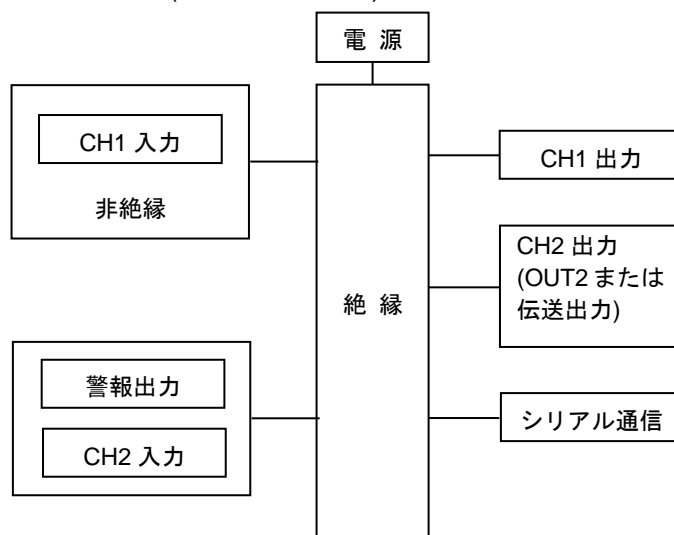 電 源
CH1 入力
非絶縁
警報出力
CH2 入力
絶 縁
CH1 出力
CH2 出力
(OUT2 または
伝送出力)
シリアル通信